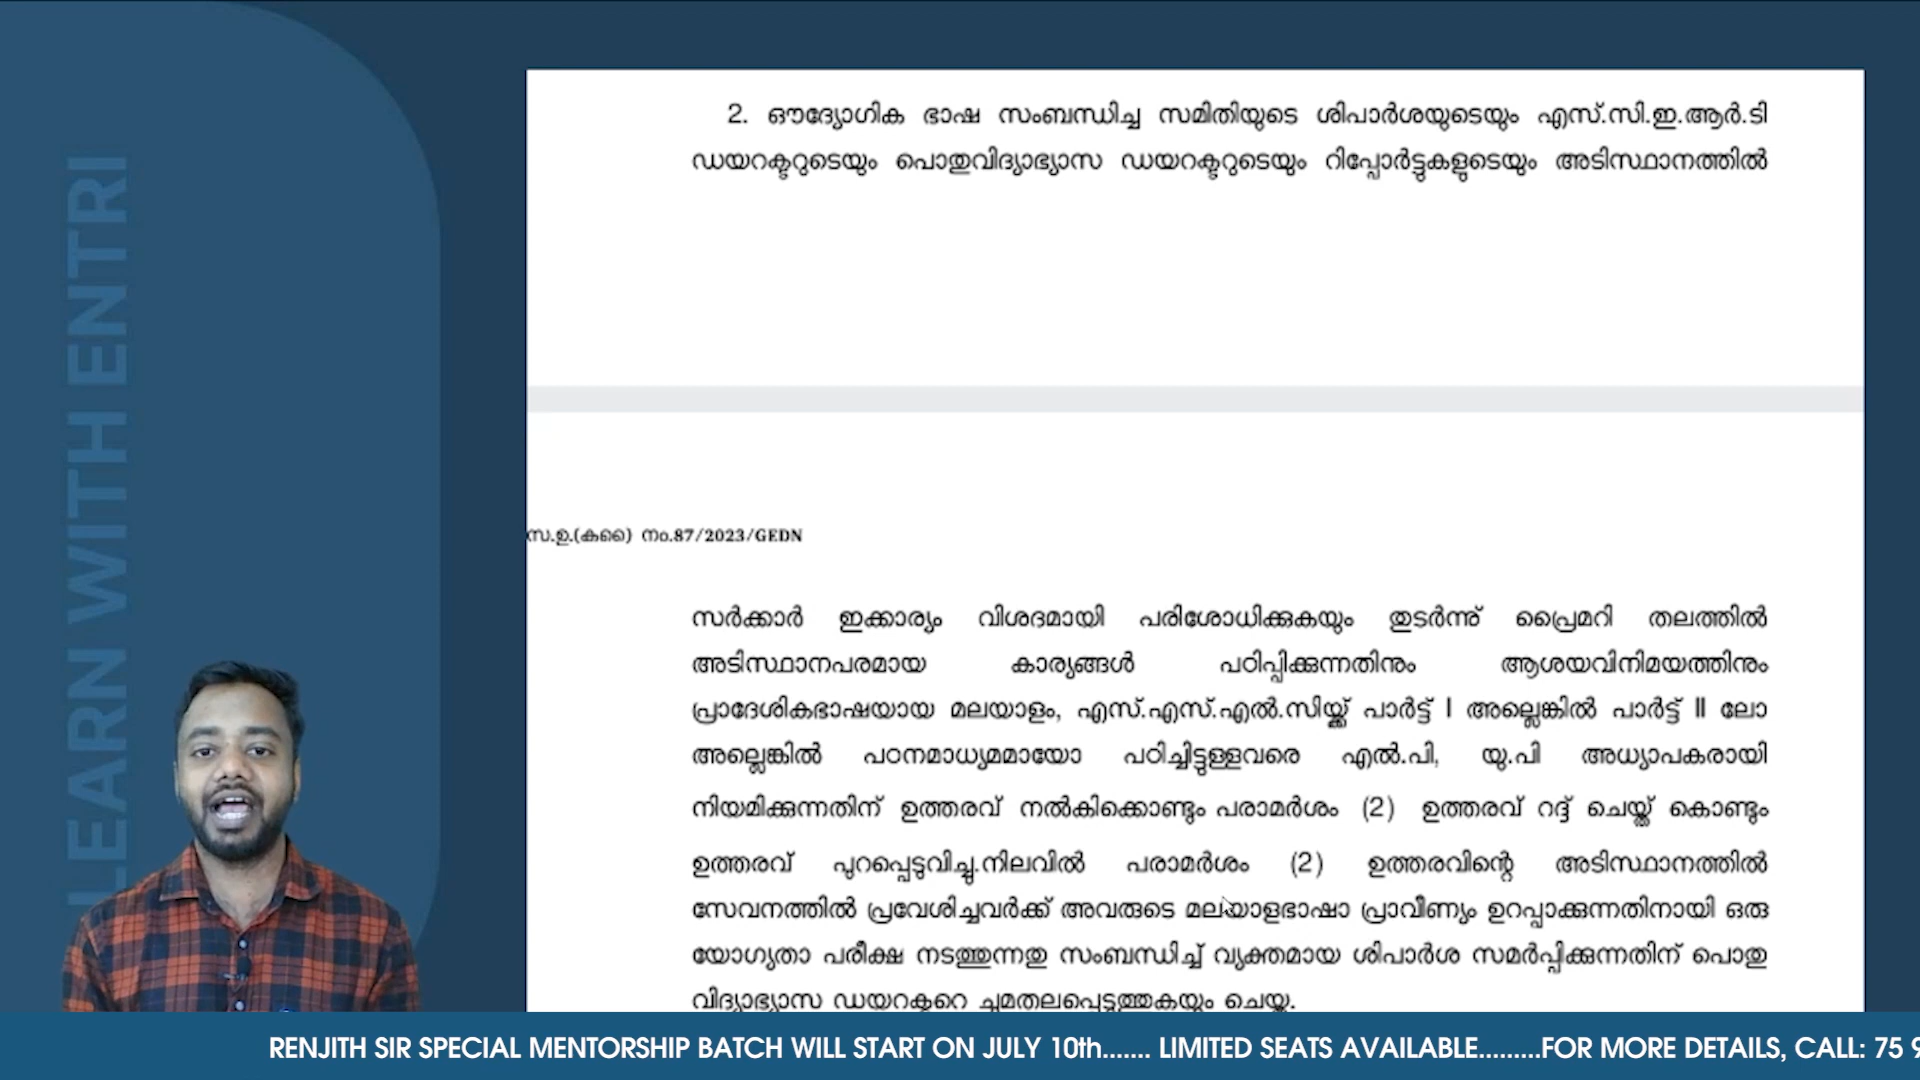 LEARN WITH ENTRI
2. ഔദ്യോഗിക ഭാഷ സംബന്ധിച്ച സമിതിയുടെ ശിപാർശയുടെയും എസ്.സി.ഇ.ആർ.ടി
ഡയറക്ടറുടെയും പൊതുവിദ്യാഭ്യാസ ഡയറക്ടറുടെയും റിപ്പോർട്ടുകളുടെയും അടിസ്ഥാനത്തിൽ
സ.ഉ.(കൈ) നം.87/2023/GEDN
സർക്കാർ ഇക്കാര്യം വിശദമായി പരിശോധിക്കുകയും തുടർന്ന് പ്രൈമറി തലത്തിൽ
അടിസ്ഥാനപരമായ കാര്യങ്ങൾ പഠിപ്പിക്കുന്നതിനും ആശയവിനിമയത്തിനും
പ്രാദേശികഭാഷയായ മലയാളം, എസ്.എസ്.എൽ.സിയ്ക്ക് പാർട്ട് I അല്ലെങ്കിൽ പാർട്ട് II ലോ
അല്ലെങ്കിൽ പഠനമാധ്യമമായോ പഠിച്ചിട്ടുള്ളവരെ എൽ.പി, യു.പി അധ്യാപകരായി
നിയമിക്കുന്നതിന് ഉത്തരവ് നൽകിക്കൊണ്ടും പരാമർശം (2) ഉത്തരവ് റദ്ദ് ചെയ്ത് കൊണ്ടും
ഉത്തരവ് പുറപ്പെടുവിച്ചു.നിലവിൽ പരാമർശം (2) ഉത്തരവിന്റെ അടിസ്ഥാനത്തിൽ
സേവനത്തിൽ പ്രവേശിച്ചവർക്ക് അവരുടെ മലയാളഭാഷാ പ്രാവീണ്യം ഉറപ്പാക്കുന്നതിനായി ഒരു
യോഗ്യതാ പരീക്ഷ നടത്തുന്നതു സംബന്ധിച്ച് വ്യക്തമായ ശിപാർശ സമർപ്പിക്കുന്നതിന് പൊതു
വിദ്യാഭ്യാസ ഡയറക്ടറെ ചുമതലപ്പെടുത്തുകയും ചെയ്തു.
RENJITH SIR SPECIAL MENTORSHIP BATCH WILL START ON JULY 10th....... LIMITED SEATS AVAILABLE.........FOR MORE DETAILS, CALL: 75 9